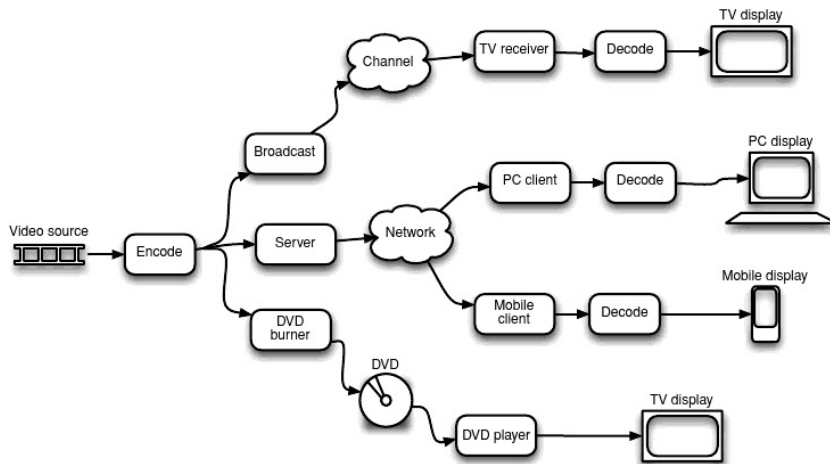 TV display
Channel
TV receiver
Decode
Broadcast
PC display
PC client
Decode
Video source
Encode
Server
Network
Mobile display
Mobile
client
Decode
DVD
burner
DVD
TV display
DVD player